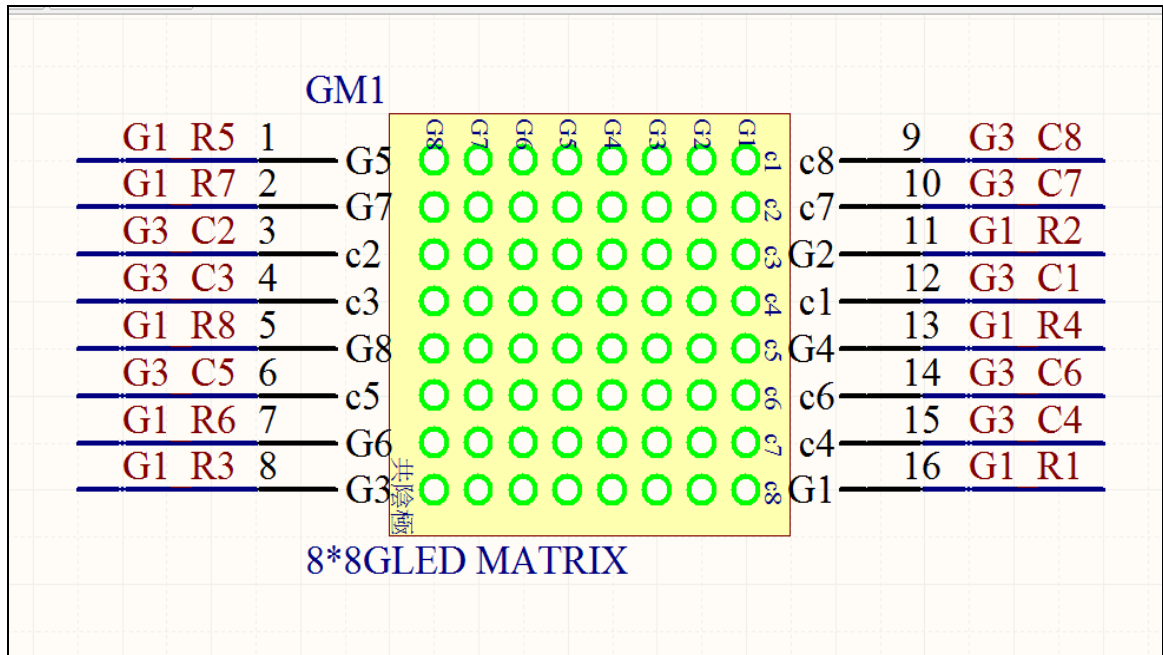 GM1
G8 G7 G6 G5 G4 G3 G2 G1
G1_R5 1 G5 c1 c8 9 G3_C8
G1_R7 2 G7 c2 c7 10 G3_C7
G3_C2 3 c2 c3 G2 11 G1_R2
G3_C3 4 c3 c4 c1 12 G3_C1
G1_R8 5 G8 c5 G4 13 G1_R4
G3_C5 6 c5 c6 c6 14 G3_C6
G1_R6 7 G6 c7 c4 15 G3_C4
G1_R3 8 G3 c8 G1 16 G1_R1
共陰極
8*8GLED MATRIX